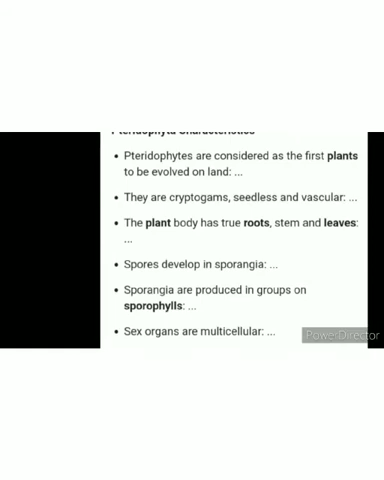 Pteridophyta Characteristics
• Pteridophytes are considered as the first plants
to be evolved on land: ...
• They are cryptogams, seedless and vascular: ...
• The plant body has true roots, stem and leaves:
...
• Spores develop in sporangia: ...
• Sporangia are produced in groups on
sporophylls: ...
• Sex organs are multicellular: ...
PowerDirector